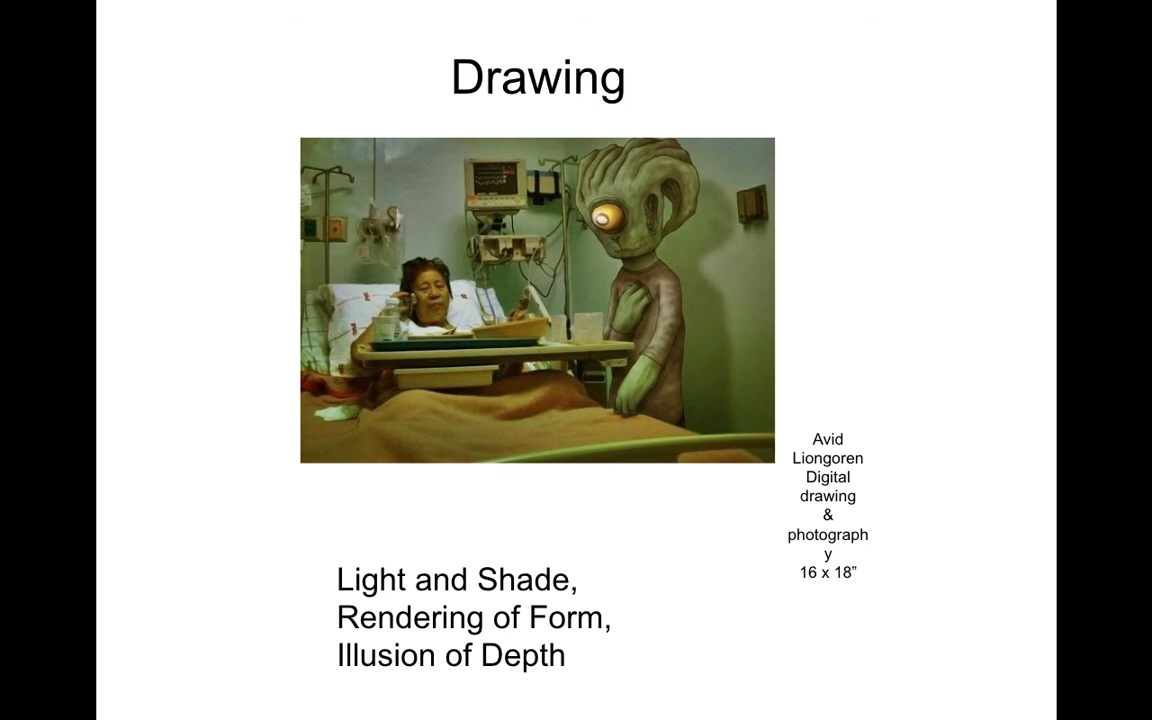 Drawing
Avid
Liongoren
Digital
drawing
&
photograph
y
16 x 18”
Light and Shade,
Rendering of Form,
Illusion of Depth